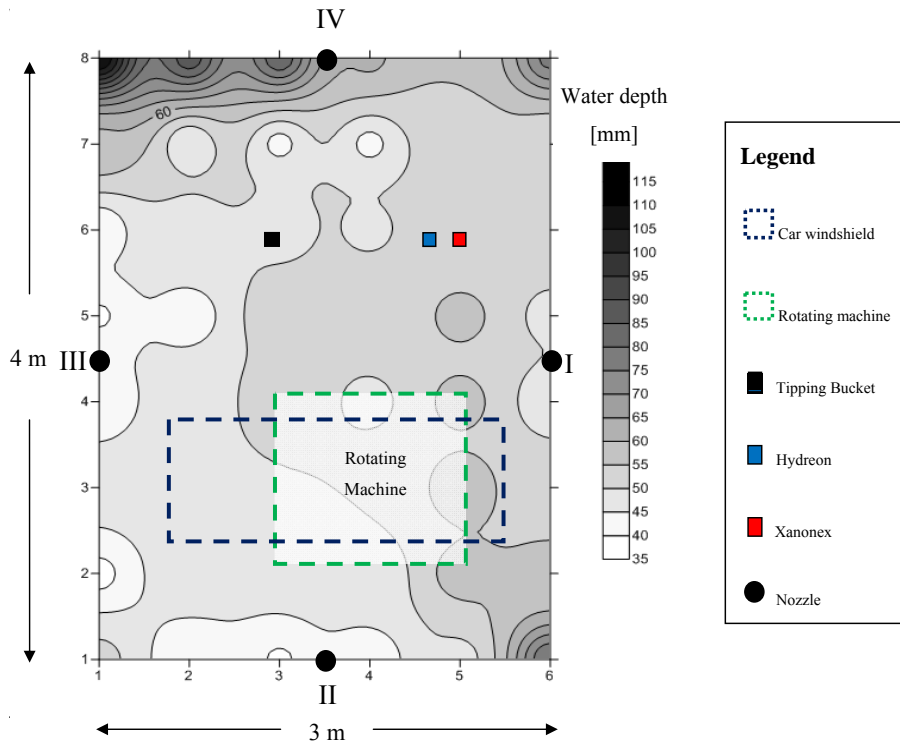 IV
8
7
6
5
4
3
2
1
1
2
3
4
5
6
60
4 m
III
I
II
3 m
Rotating
Machine
Water depth
[mm]
115
110
105
100
95
90
85
80
75
70
65
60
55
50
45
40
35
Legend
Car windshield
Rotating machine
Tipping Bucket
Hydreon
Xanonex
Nozzle